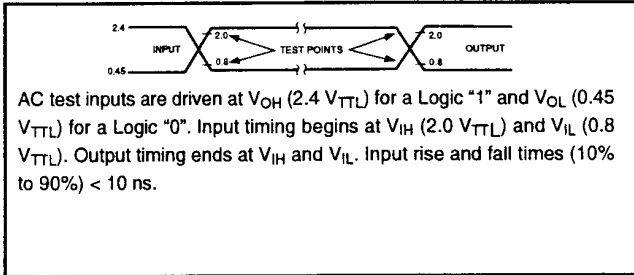 2.4
INPUT 2.0 TEST POINTS 2.0 OUTPUT
0.8 0.8
0.45
AC test inputs are driven at VOH (2.4 VTTL) for a Logic “1” and VOL (0.45
VTTL) for a Logic “0”. Input timing begins at VIH (2.0 VTTL) and VIL (0.8
VTTL). Output timing ends at VIH and VIL. Input rise and fall times (10%
to 90%) < 10 ns.